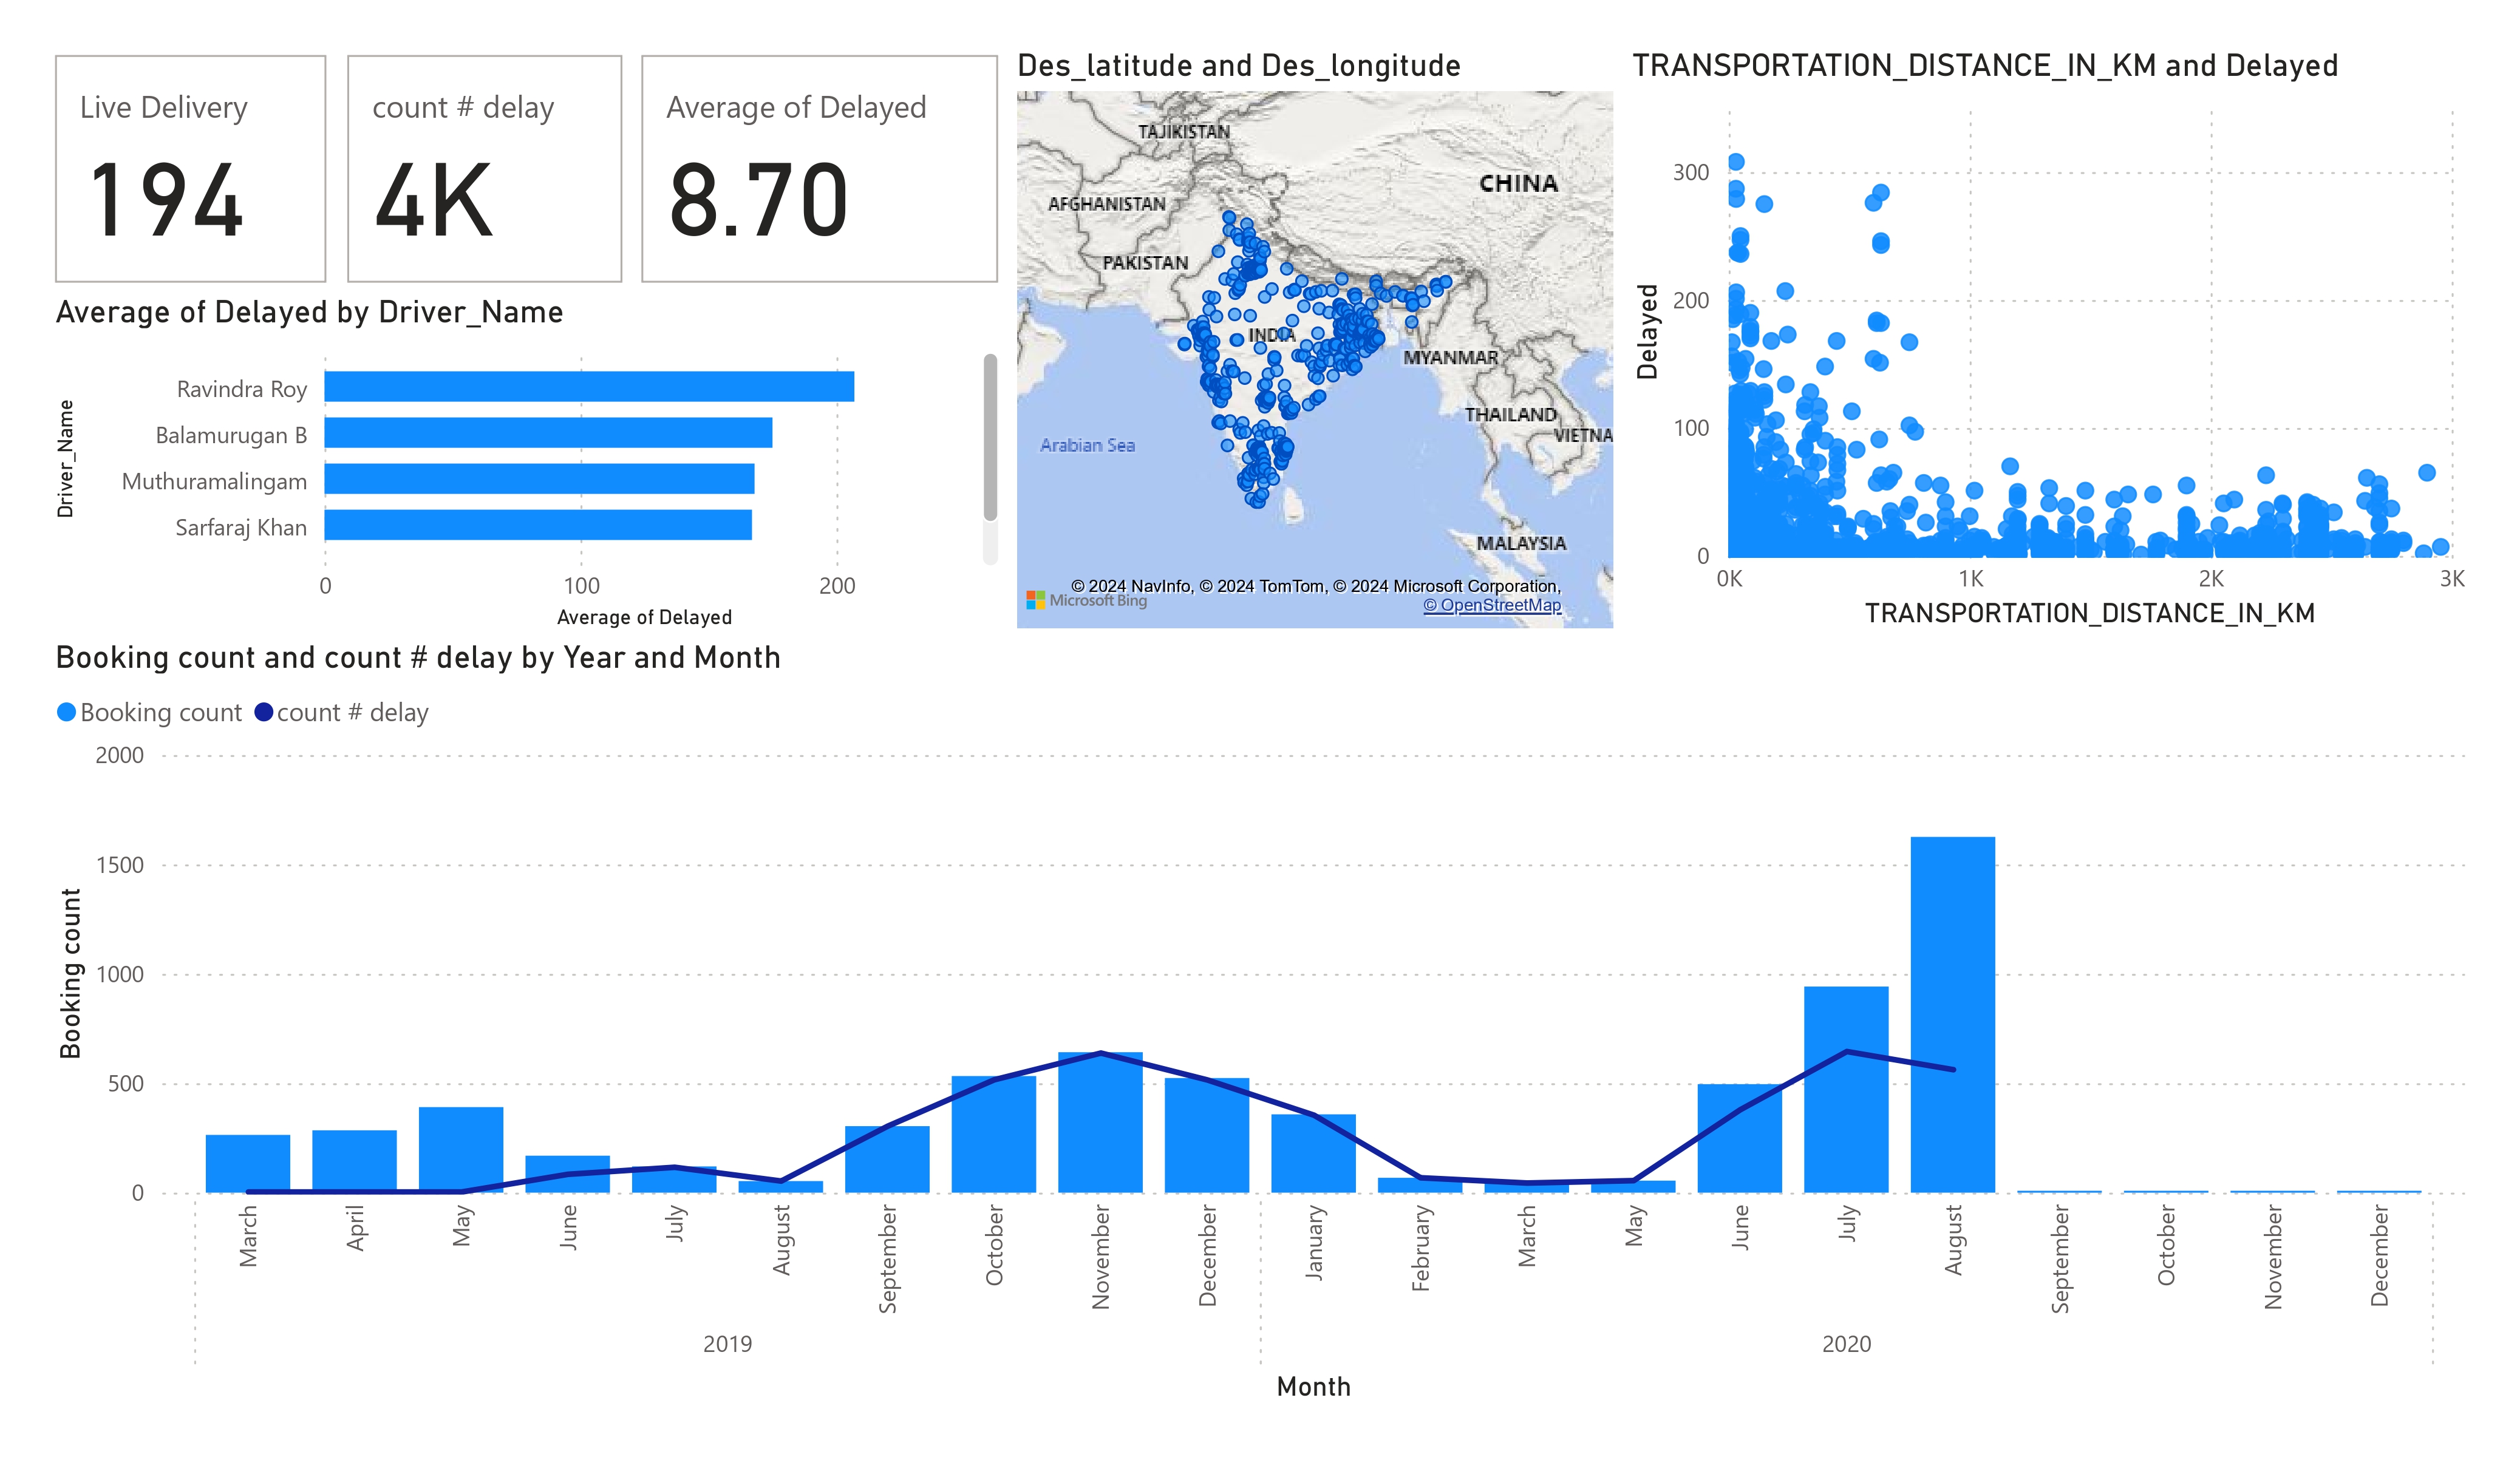 Live Delivery
194
count # delay
4K
Average of Delayed
8.70
Average of Delayed by Driver_Name
Driver_Name
Ravindra Roy
Balamurugan B
Muthuramalingam
Sarfaraj Khan
0 100 200
Average of Delayed
Des_latitude and Des_longitude
TAJIKISTAN
CHINA
AFGHANISTAN
PAKISTAN
INDIA
MYANMAR
THAILAND
VIETNA
Arabian Sea
MALAYSIA
© 2024 NavInfo, © 2024 TomTom, © 2024 Microsoft Corporation,
Microsoft Bing
© OpenStreetMap
TRANSPORTATION_DISTANCE_IN_KM and Delayed
Delayed
300
200
100
0
0K 1K 2K 3K
TRANSPORTATION_DISTANCE_IN_KM
Booking count and count # delay by Year and Month
Booking count count # delay
Booking count
2000
1500
1000
500
0
March April May June July August September October November December January February March May June July August September October November December
2019 2020
Month